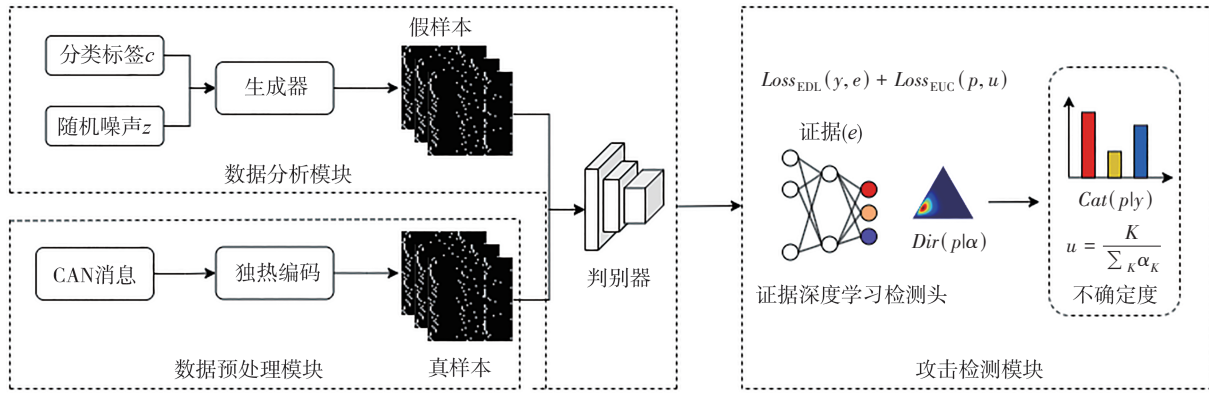 分类标签c
随机噪声z
生成器
假样本
数据分析模块
CAN消息
独热编码
真样本
数据预处理模块
判别器
Loss_EDL(y, e) + Loss_EUC(p, u)
证据(e)
Dir(p|α)
证据深度学习检测头
Cat(p|y)
u = K / ∑_K α_K
不确定度
攻击检测模块